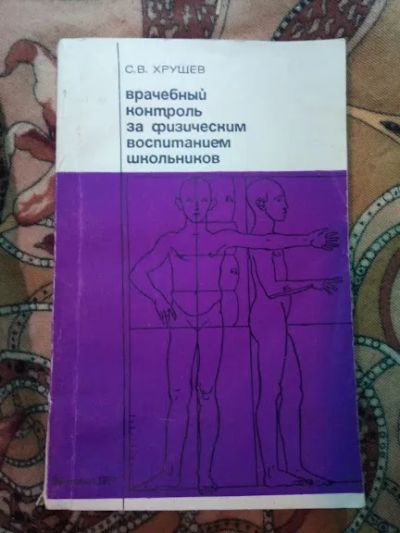 С.В. ХРУЩЕВ
врачебный
контроль
за физическим
воспитанием
школьников